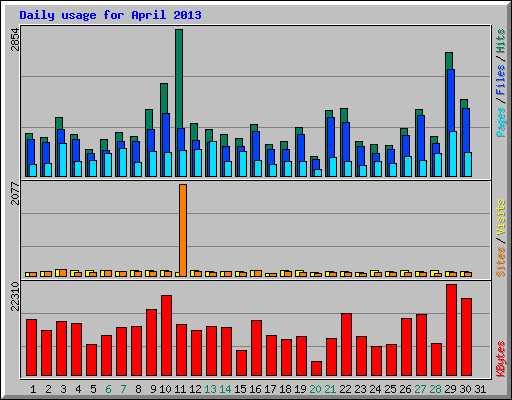 Daily usage for April 2013
2854
Pages / Files / Hits
2077
Sites / Visits
22310
KBytes
1 2 3 4 5 6 7 8 9 10 11 12 13 14 15 16 17 18 19 20 21 22 23 24 25 26 27 28 29 30 31